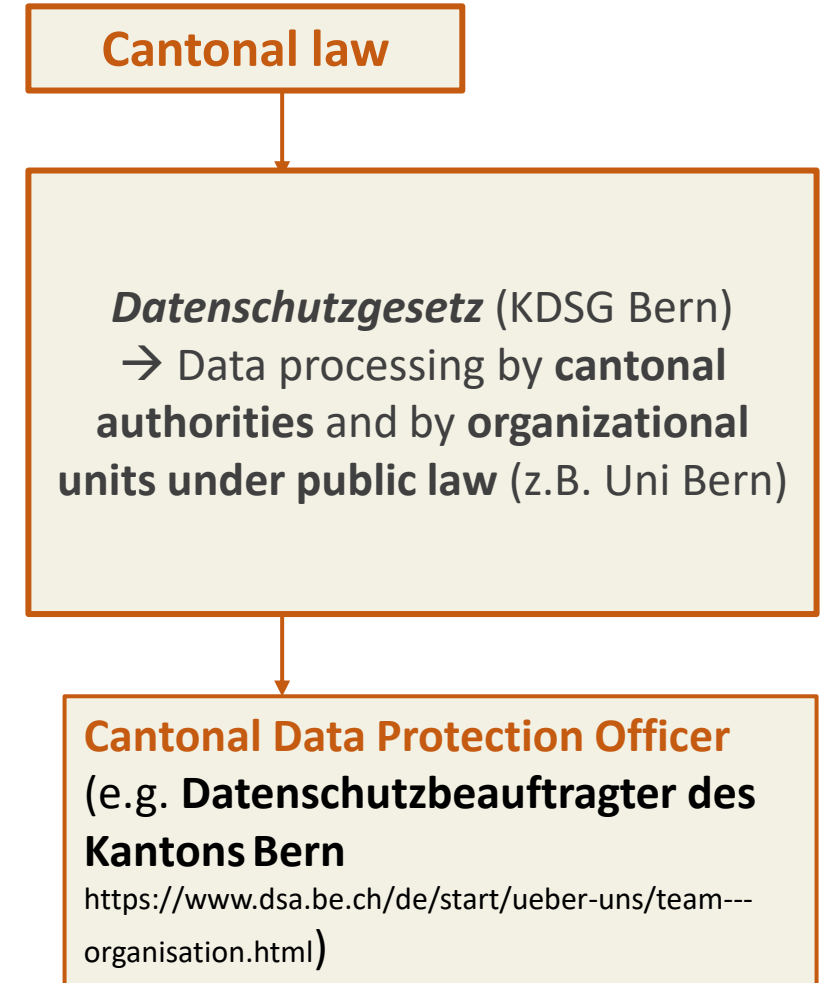 Cantonal law
Datenschutzgesetz (KDSG Bern)
→ Data processing by cantonal
authorities and by organizational
units under public law (z.B. Uni Bern)
Cantonal Data Protection Officer
(e.g. Datenschutzbeauftragter des
Kantons Bern
https://www.dsa.be.ch/de/start/ueber-uns/team---
organisation.html)